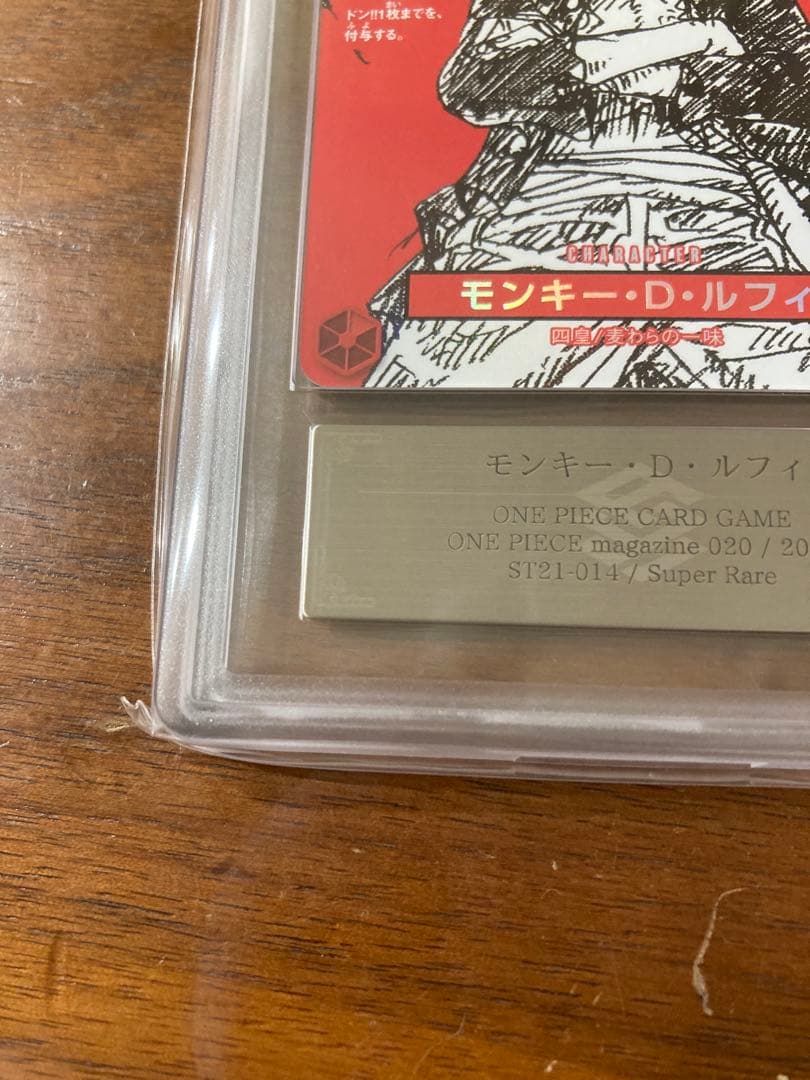 ドン!!1枚までを、
付与する。
CHARACTER
モンキー・D・ルフィ
四皇/麦わらの一味
モンキー・D・ルフィ
ONE PIECE CARD GAME
ONE PIECE magazine 020 / 20
ST21-014 / Super Rare